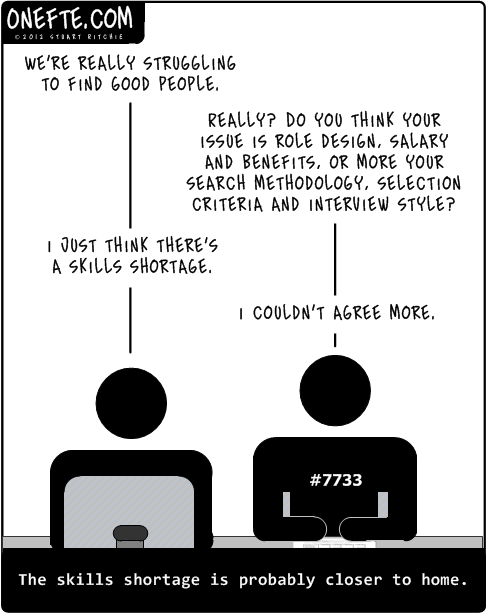 ONEFTE.COM
©2012 STUART RITCHIE
WE'RE REALLY STRUGGLING
TO FIND GOOD PEOPLE.
REALLY? DO YOU THINK YOUR
ISSUE IS ROLE DESIGN, SALARY
AND BENEFITS, OR MORE YOUR
SEARCH METHODOLOGY, SELECTION
CRITERIA AND INTERVIEW STYLE?
I JUST THINK THERE'S
A SKILLS SHORTAGE.
I COULDN'T AGREE MORE.
#7733
The skills shortage is probably closer to home.